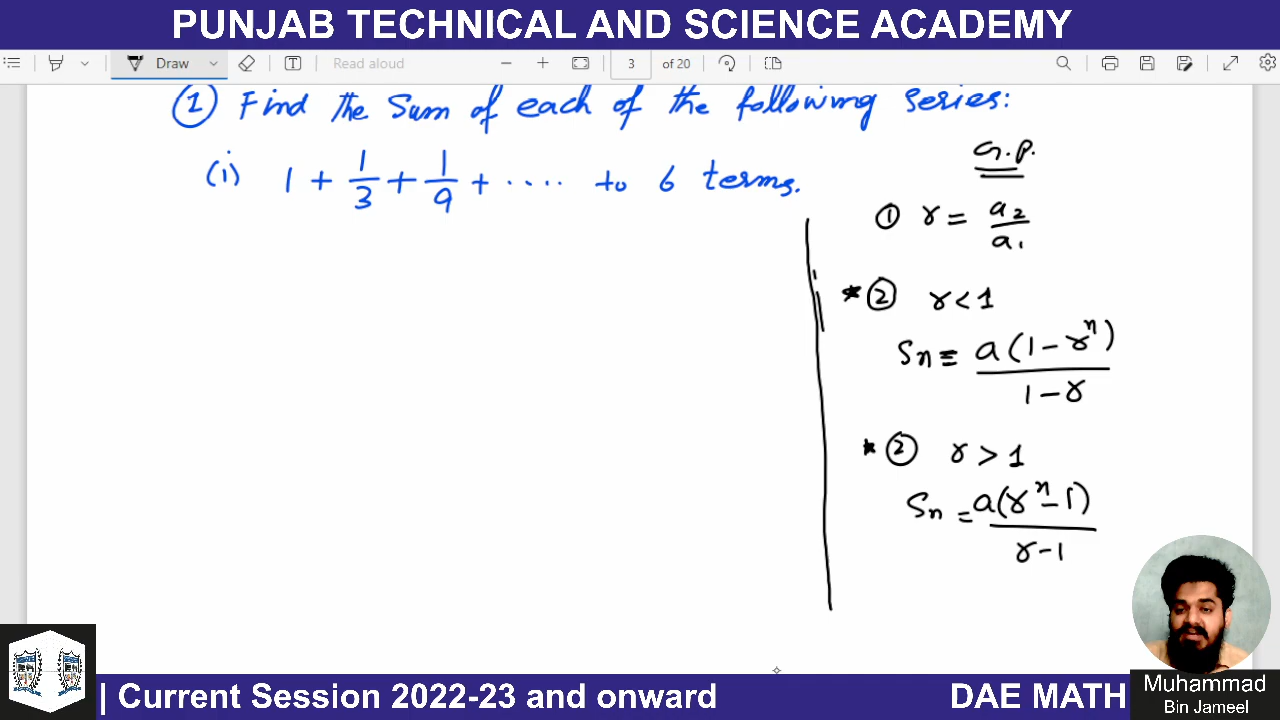 PUNJAB TECHNICAL AND SCIENCE ACADEMY
Draw
Read aloud
3
of 20
(1) Find the Sum of each of the following series:
(i) 1 + 1/3 + 1/9 + ..... to 6 terms.
G.P.
① r = a₂/a₁
*② r < 1
Sn = a(1 - rⁿ)/1 - r
*② r > 1
Sn = a(rⁿ - 1)/r - 1
| Current Session 2022-23 and onward
DAE MATH
Muhammad
Bin Jameel